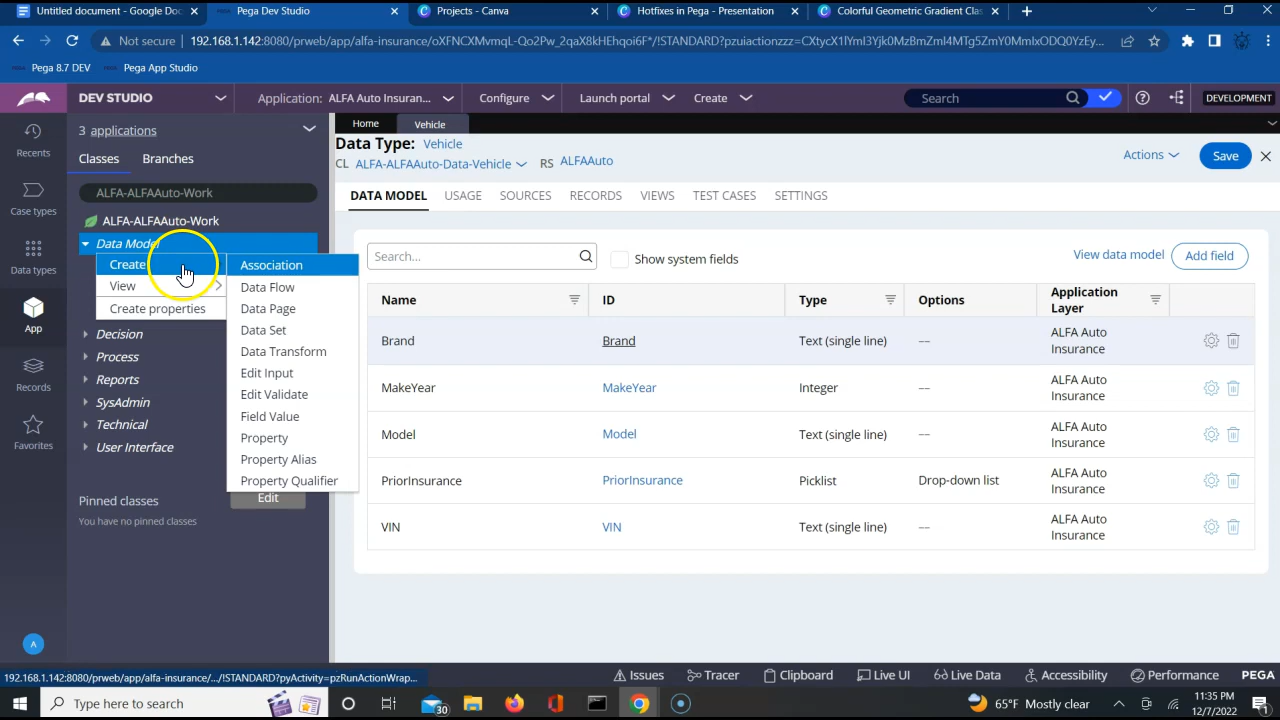 Untitled document - Google Doc
Pega Dev Studio
Projects - Canva
Hotfixes in Pega - Presentation
Colorful Geometric Gradient Clas
Not secure
192.168.1.142:8080/prweb/app/alfa-insurance/
Pega 8.7 DEV
Pega App Studio
DEV STUDIO
Application: ALFA Auto Insuran...
Configure
Launch portal
Create
Search
DEVELOPMENT
Recents
Case types
Data types
App
Records
Favorites
A
3 applications
Classes
Branches
ALFA-ALFAAuto-Work
ALFA-ALFAAuto-Work
Data Model
Create
View
Create properties
Decision
Process
Reports
SysAdmin
Technical
User Interface
Pinned classes
Edit
You have no pinned classes
Association
Data Flow
Data Page
Data Set
Data Transform
Edit Input
Edit Validate
Field Value
Property
Property Alias
Property Qualifier
Home
Vehicle
Data Type: Vehicle
CL ALFA-ALFAAuto-Data-Vehicle RS ALFAAuto
Actions
Save
DATA MODEL
USAGE
SOURCES
RECORDS
VIEWS
TEST CASES
SETTINGS
Search...
Show system fields
View data model
Add field
Name
ID
Type
Options
Application
Layer
Brand
Brand
Text (single line)
––
ALFA Auto
Insurance
MakeYear
MakeYear
Integer
––
ALFA Auto
Insurance
Model
Model
Text (single line)
––
ALFA Auto
Insurance
PriorInsurance
PriorInsurance
Picklist
Drop-down list
ALFA Auto
Insurance
VIN
VIN
Text (single line)
––
ALFA Auto
Insurance
192.168.1.142:8080/prweb/app/alfa-insurance/.../!STANDARD?pyActivity=pzRunActionWrap...
Issues
Tracer
Clipboard
Live UI
Live Data
Accessibility
Performance
PEGA
Type here to search
30
65°F Mostly clear
11:35 PM
12/7/2022
1